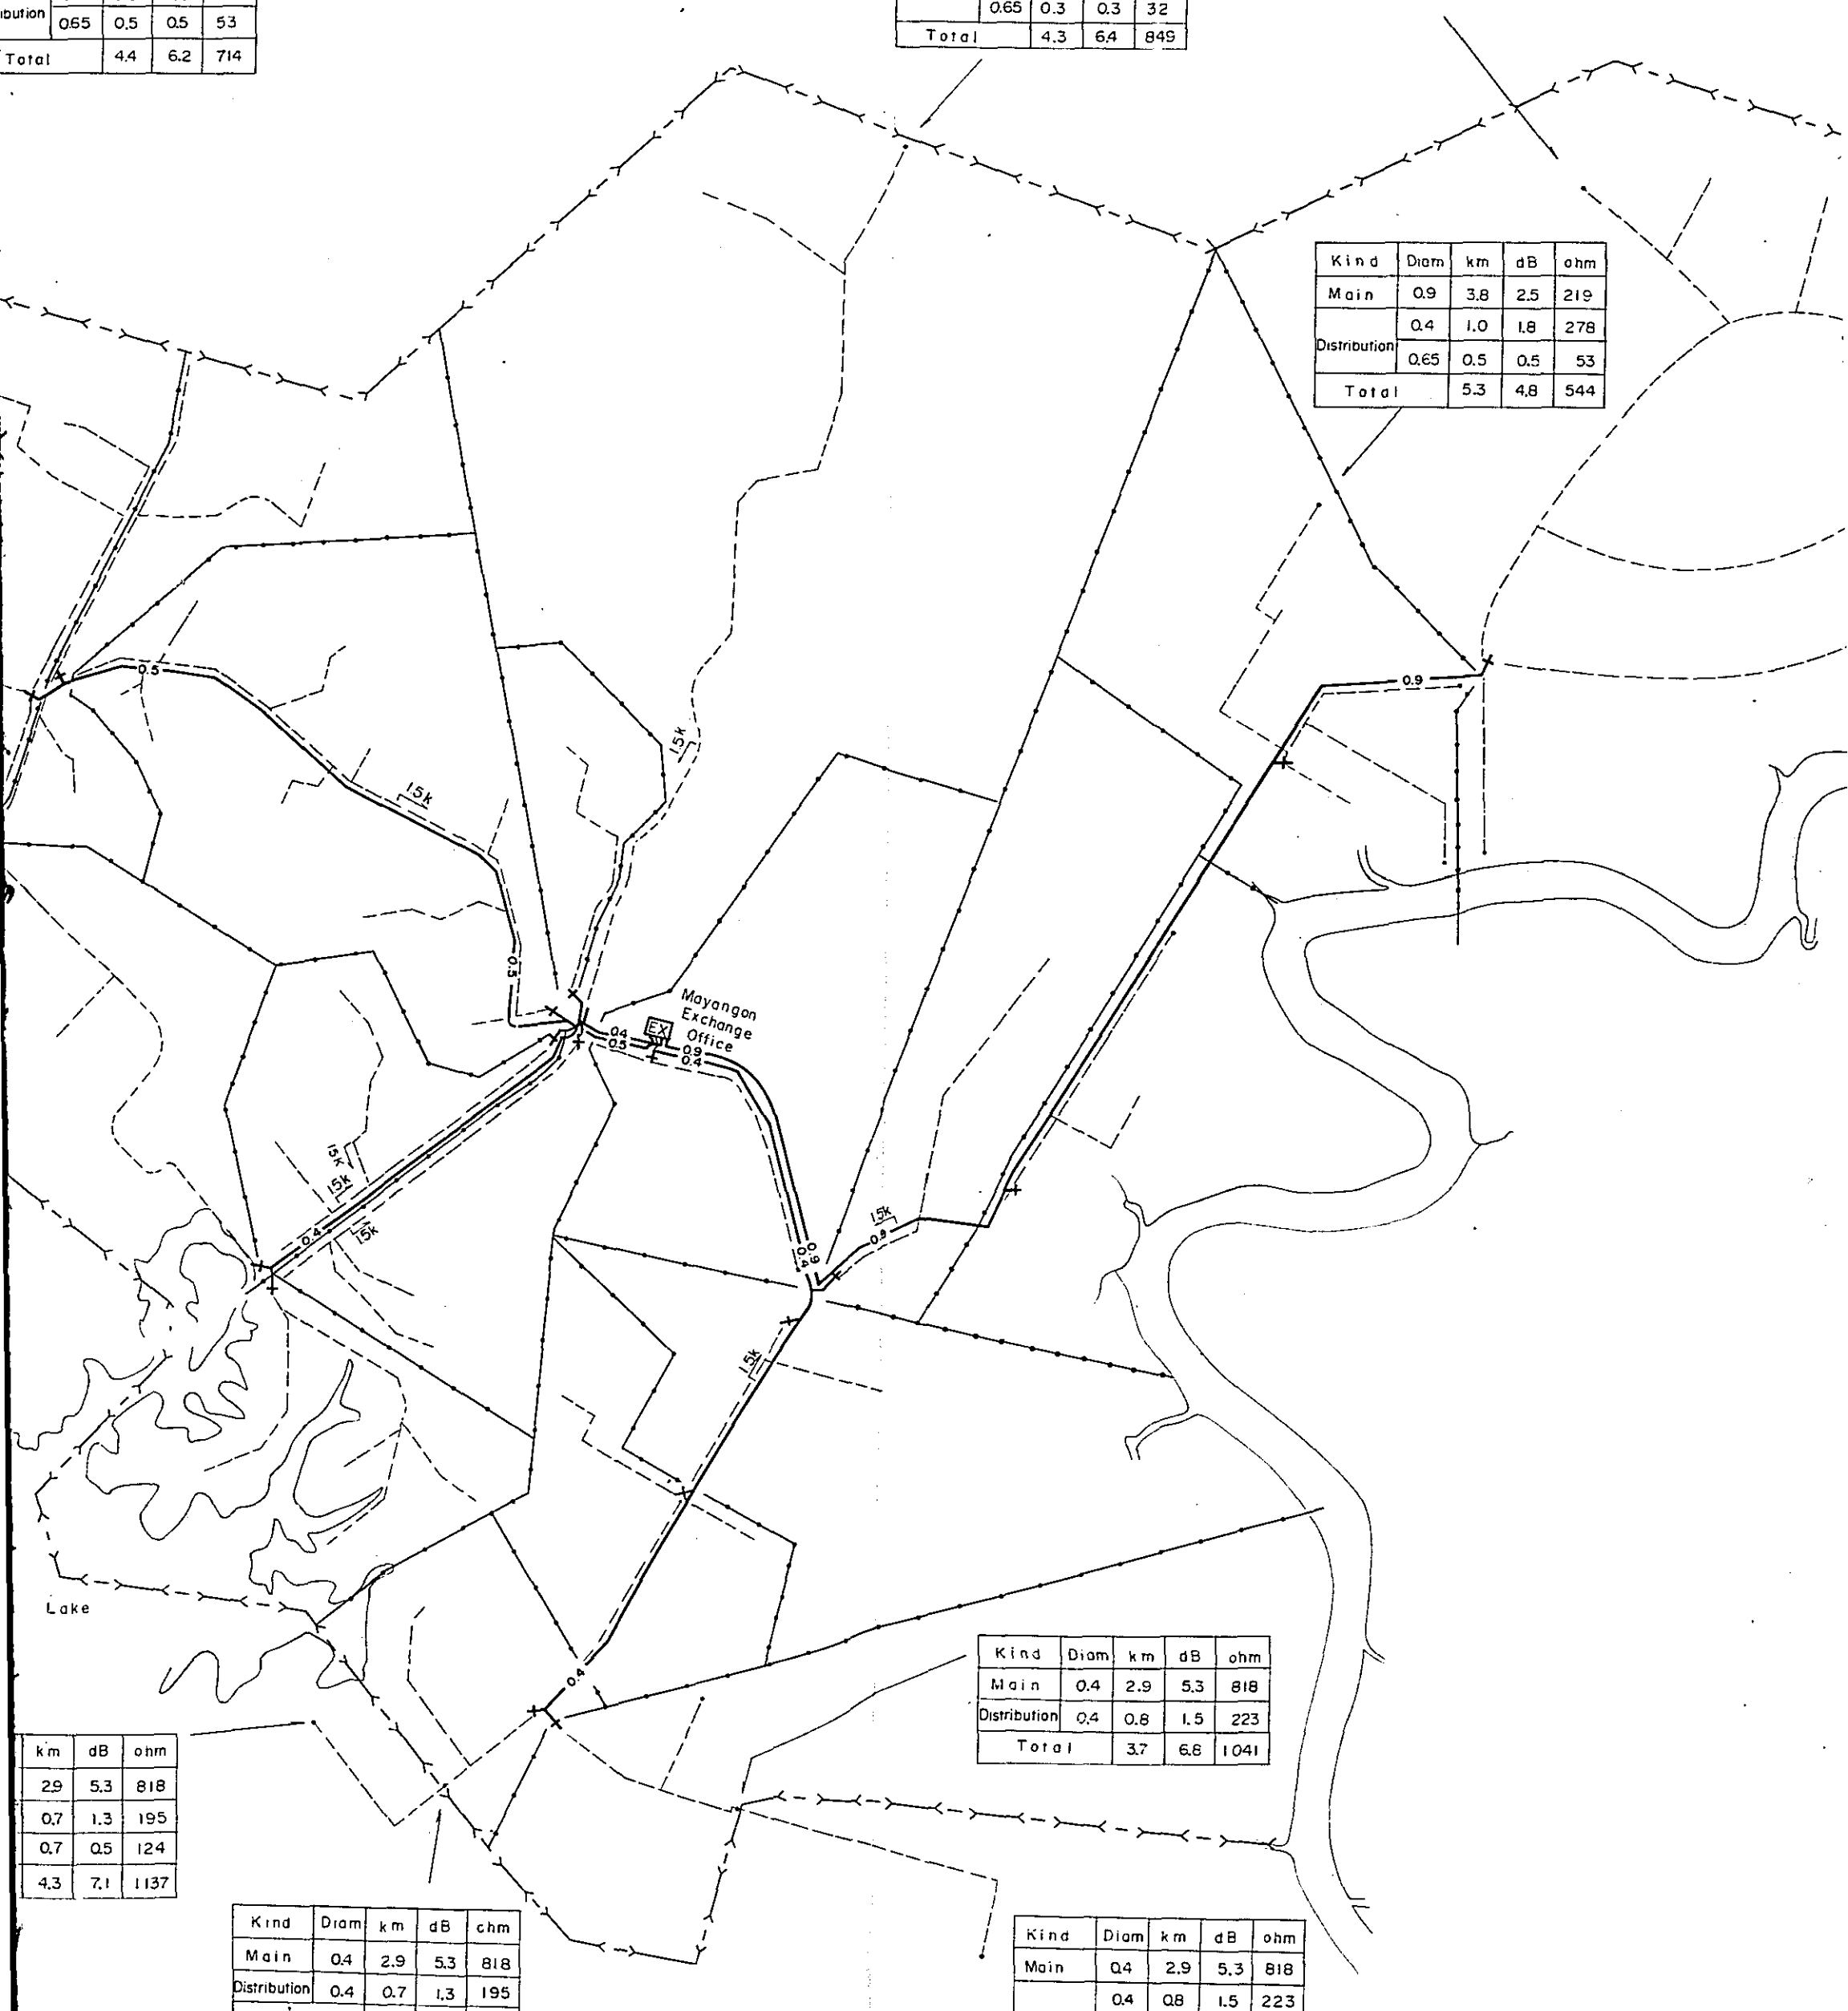 0.65 0.5 0.5 53
Total 4.4 6.2 714
0.65 0.3 0.3 32
Total 4.3 6.4 849
Kind Diam km dB ohm
Main 0.9 3.8 2.5 219
0.4 1.0 1.8 278
Distribution
0.65 0.5 0.5 53
Total 5.3 4.8 544
0.5
0.9
1.5k
1.5k
0.5
Mayangon
Exchange
Office
EX
0.4
0.5
0.9
0.4
15k
15k
15k
0.4
0.9
0.4
15k
0.9
1.5k
0.4
Lake
Kind Diam km dB ohm
Main 0.4 2.9 5.3 818
Distribution 0.4 0.8 1.5 223
Total 3.7 6.8 1041
km dB ohm
2.9 5.3 818
0.7 1.3 195
0.7 0.5 124
4.3 7.1 1137
Kind Diam km dB ohm
Main 0.4 2.9 5.3 818
Distribution 0.4 0.7 1.3 195
Kind Diam km dB ohm
Main 0.4 2.9 5.3 818
0.4 0.8 1.5 223